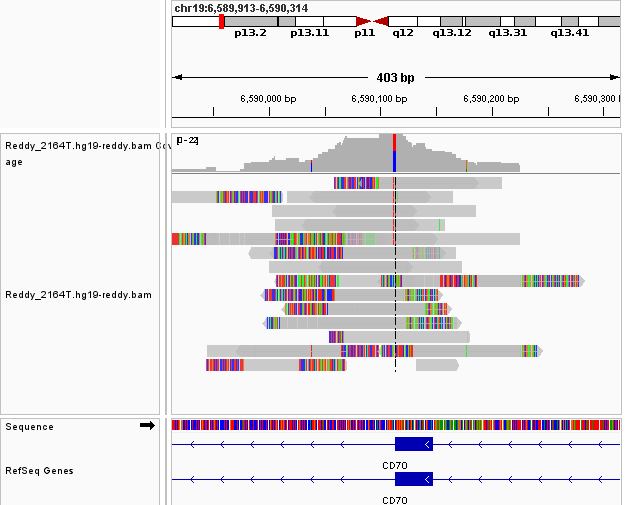 chr19:6,589,913-6,590,314
p13.2 p13.11 p11 q12 q13.12 q13.31 q13.41
403 bp
6,590,000 bp 6,590,100 bp 6,590,200 bp 6,590,300 b
Reddy_2164T.hg19-reddy.bam Cov
age
[0-22]
Reddy_2164T.hg19-reddy.bam
Sequence
CD70
RefSeq Genes
CD70